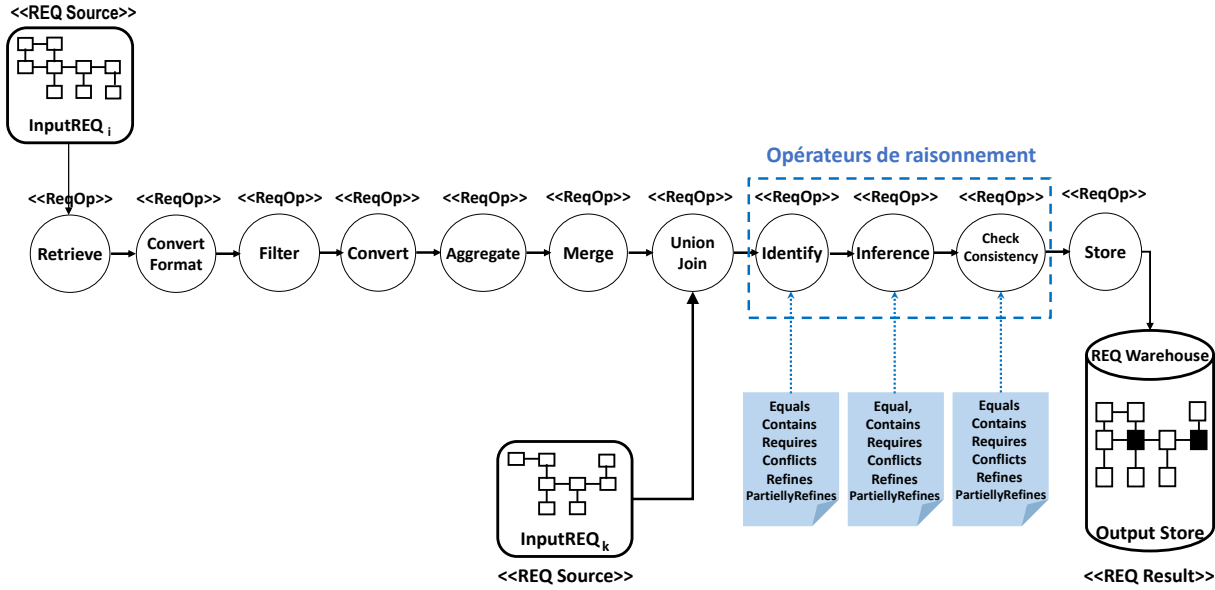 <<REQ Source>>
InputREQ i
Opérateurs de raisonnement
<<ReqOp>>
<<ReqOp>>
<<ReqOp>>
<<ReqOp>>
<<ReqOp>>
<<ReqOp>>
<<ReqOp>>
<<ReqOp>>
<<ReqOp>>
<<ReqOp>>
<<ReqOp>>
Retrieve
Convert
Format
Filter
Convert
Aggregate
Merge
Union
Join
Identify
Inference
Check
Consistency
Store
REQ Warehouse
Output Store
<<REQ Result>>
Equals
Contains
Requires
Conflicts
Refines
PartiellyRefines
Equal,
Contains
Requires
Conflicts
Refines
PartiellyRefines
Equals
Contains
Requires
Conflicts
Refines
PartiellyRefines
InputREQ k
<<REQ Source>>